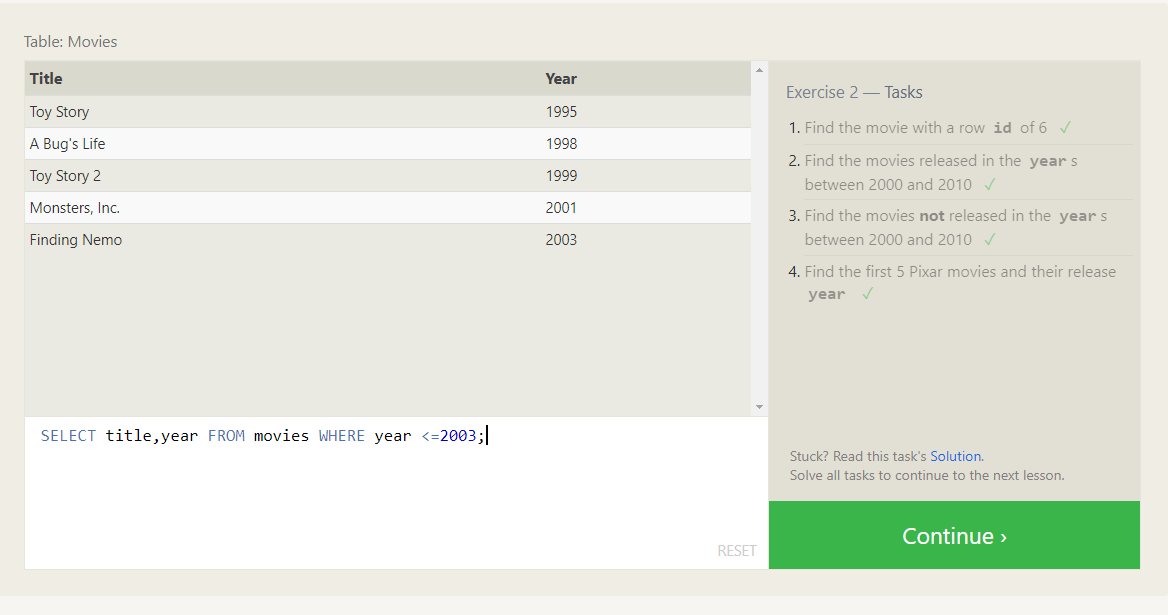 Table: Movies
Title Year
Toy Story 1995
A Bug's Life 1998
Toy Story 2 1999
Monsters, Inc. 2001
Finding Nemo 2003
SELECT title,year FROM movies WHERE year <=2003;
RESET
Exercise 2 — Tasks
1. Find the movie with a row id of 6 ✓
2. Find the movies released in the year s
between 2000 and 2010 ✓
3. Find the movies not released in the year s
between 2000 and 2010 ✓
4. Find the first 5 Pixar movies and their release
year ✓
Stuck? Read this task's Solution.
Solve all tasks to continue to the next lesson.
Continue ›